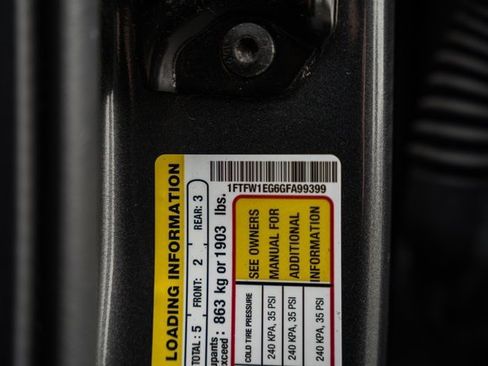 1FTFW1EG6GFA99399
LOADING INFORMATION
TOTAL: 5 FRONT: 2 REAR: 3
863 kg or 1903 lbs.
SEE OWNERS
MANUAL FOR
ADDITIONAL
INFORMATION
COLD TIRE PRESSURE
240 KPA, 35 PSI
240 KPA, 35 PSI
240 KPA, 35 PSI